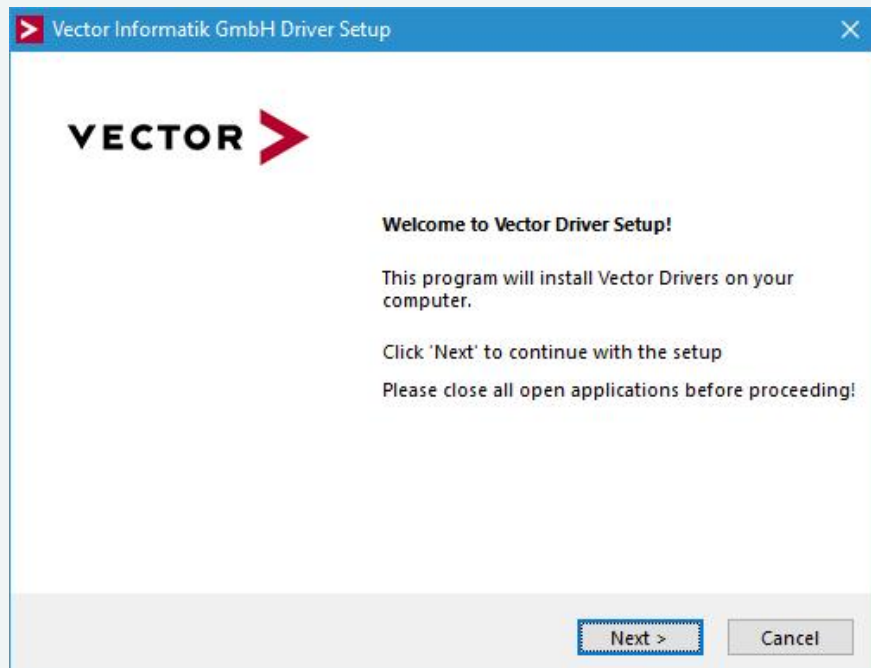 Vector Informatik GmbH Driver Setup
VECTOR
Welcome to Vector Driver Setup!
This program will install Vector Drivers on your
computer.
Click 'Next' to continue with the setup
Please close all open applications before proceeding!
Next >
Cancel